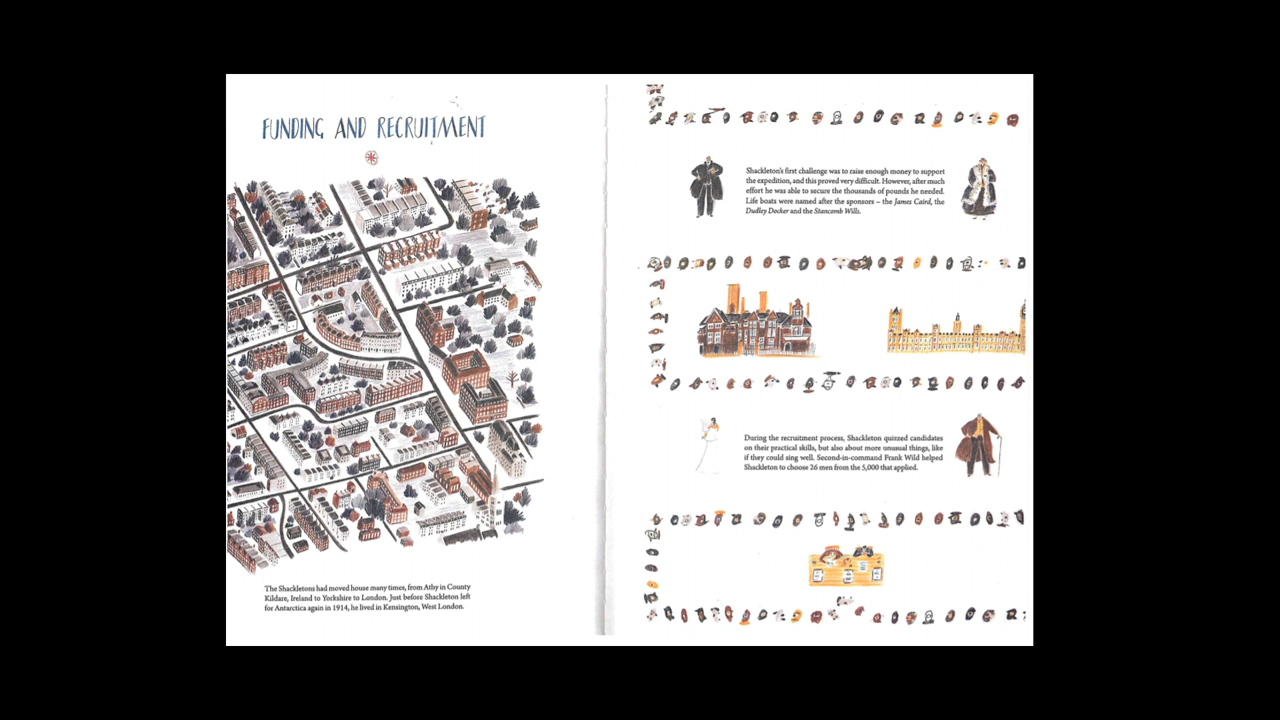 FUNDING AND RECRUITMENT
The Shackletons had moved house many times, from Athy in County
Kildare, Ireland to Yorkshire to London. Just before Shackleton left
for Antarctica again in 1914, he lived in Kensington, West London.
Shackleton's first challenge was to raise enough money to support
the expedition, and this proved very difficult. However, after much
effort he was able to secure the thousands of pounds he needed.
Life boats were named after the sponsors – the James Caird, the
Dudley Docker and the Stancomb Wills.
During the recruitment process, Shackleton quizzed candidates
on their practical skills, but also about more unusual things, like
if they could sing well. Second-in-command Frank Wild helped
Shackleton to choose 26 men from the 5,000 that applied.